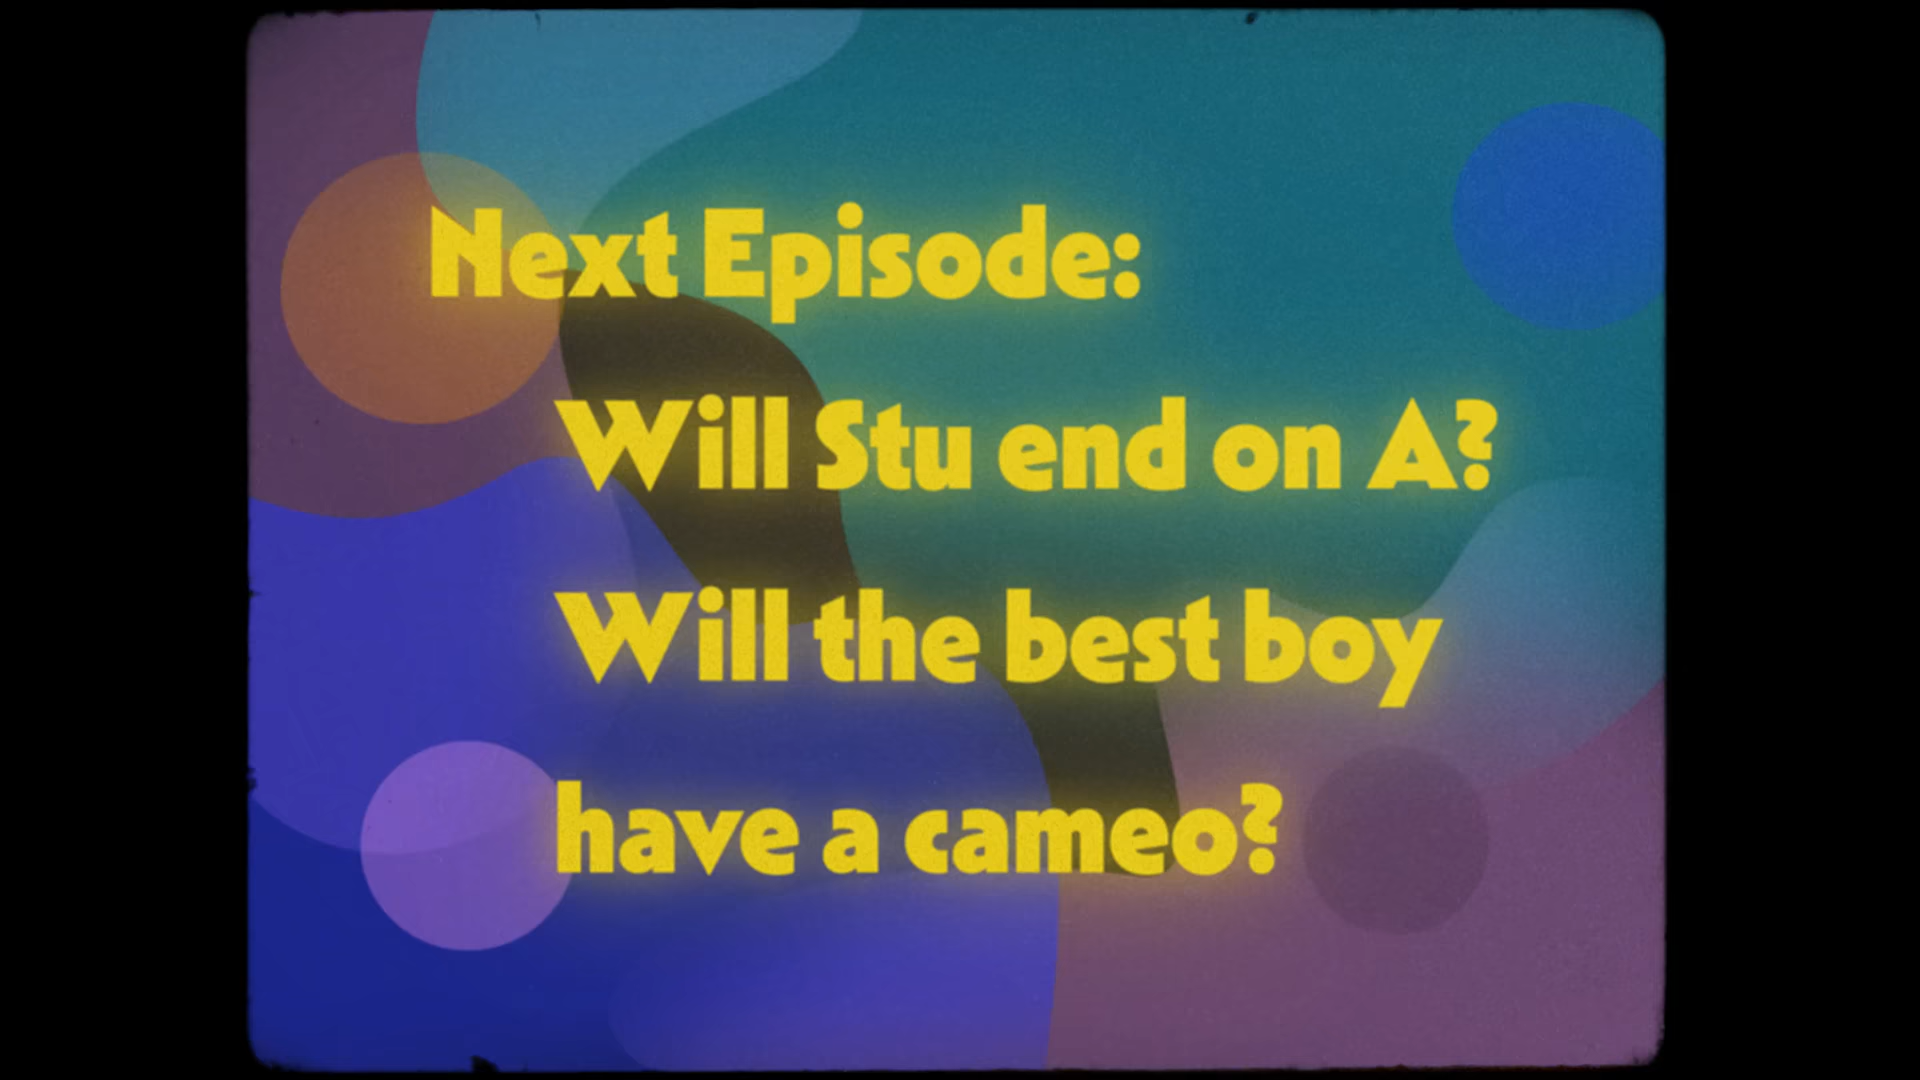 Next Episode:
Will Stu end on A?
Will the best boy
have a cameo?